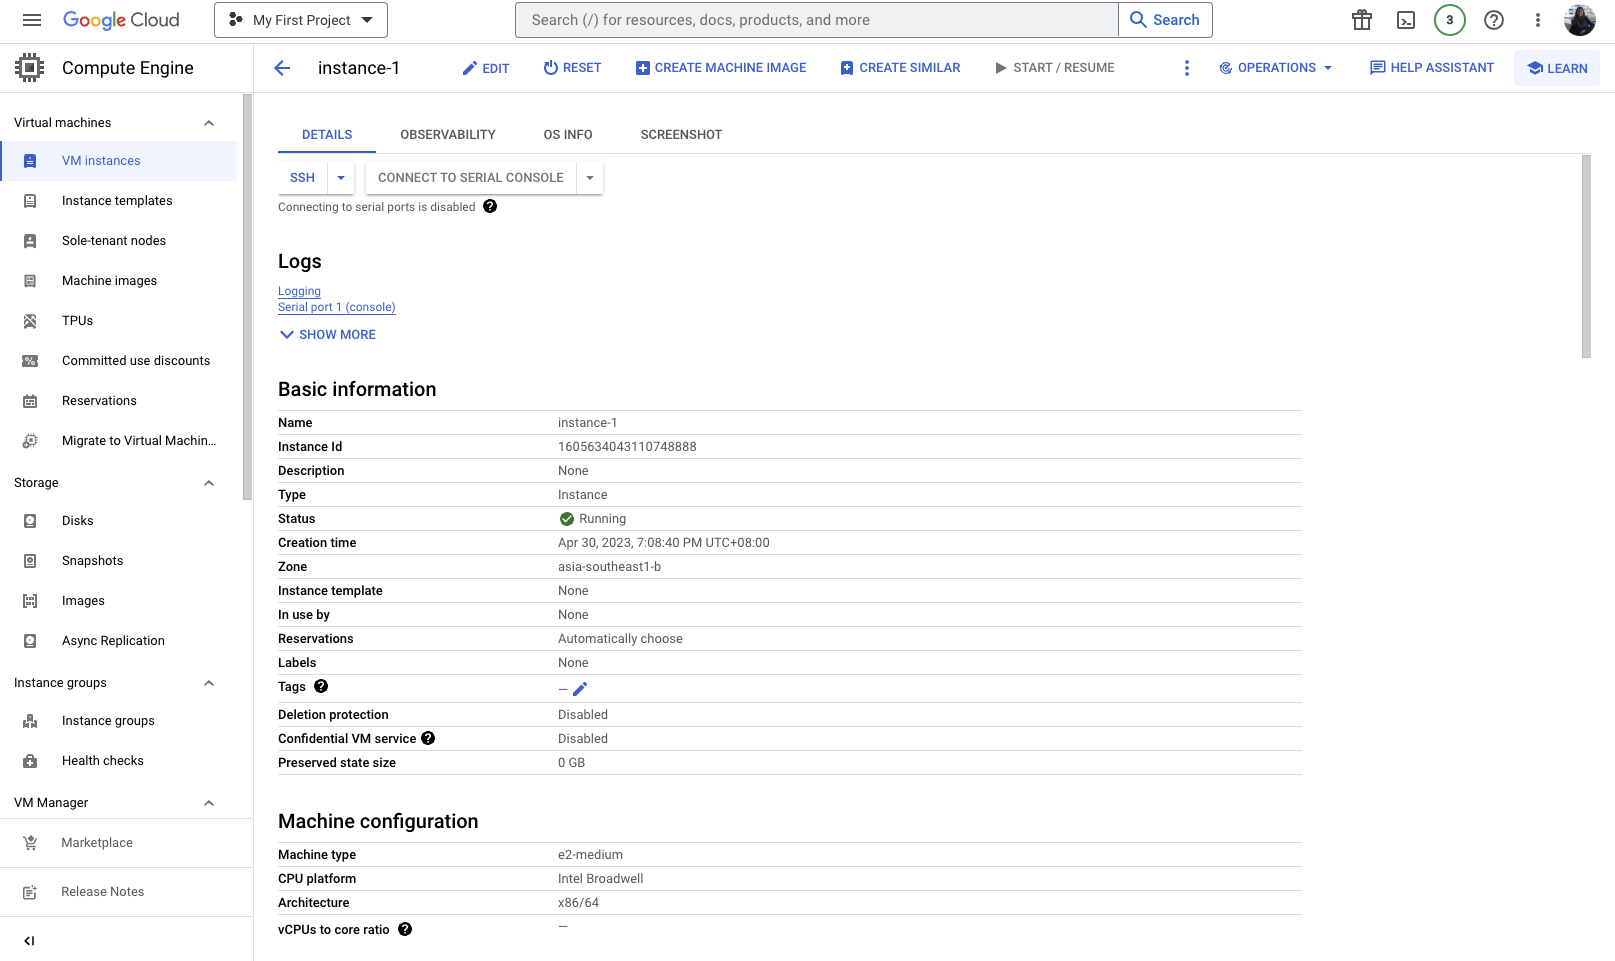 Google Cloud
My First Project
Search (/) for resources, docs, products, and more
Search
3
Compute Engine
instance-1
EDIT
RESET
CREATE MACHINE IMAGE
CREATE SIMILAR
START / RESUME
OPERATIONS
HELP ASSISTANT
LEARN
Virtual machines
VM instances
Instance templates
Sole-tenant nodes
Machine images
TPUs
Committed use discounts
Reservations
Migrate to Virtual Machin...
Storage
Disks
Snapshots
Images
Async Replication
Instance groups
Instance groups
Health checks
VM Manager
Marketplace
Release Notes
DETAILS
OBSERVABILITY
OS INFO
SCREENSHOT
SSH
CONNECT TO SERIAL CONSOLE
Connecting to serial ports is disabled
Logs
Logging
Serial port 1 (console)
SHOW MORE
Basic information
Name instance-1
Instance Id 1605634043110748888
Description None
Type Instance
Status Running
Creation time Apr 30, 2023, 7:08:40 PM UTC+08:00
Zone asia-southeast1-b
Instance template None
In use by None
Reservations Automatically choose
Labels None
Tags —
Deletion protection Disabled
Confidential VM service Disabled
Preserved state size 0 GB
Machine configuration
Machine type e2-medium
CPU platform Intel Broadwell
Architecture x86/64
vCPUs to core ratio —